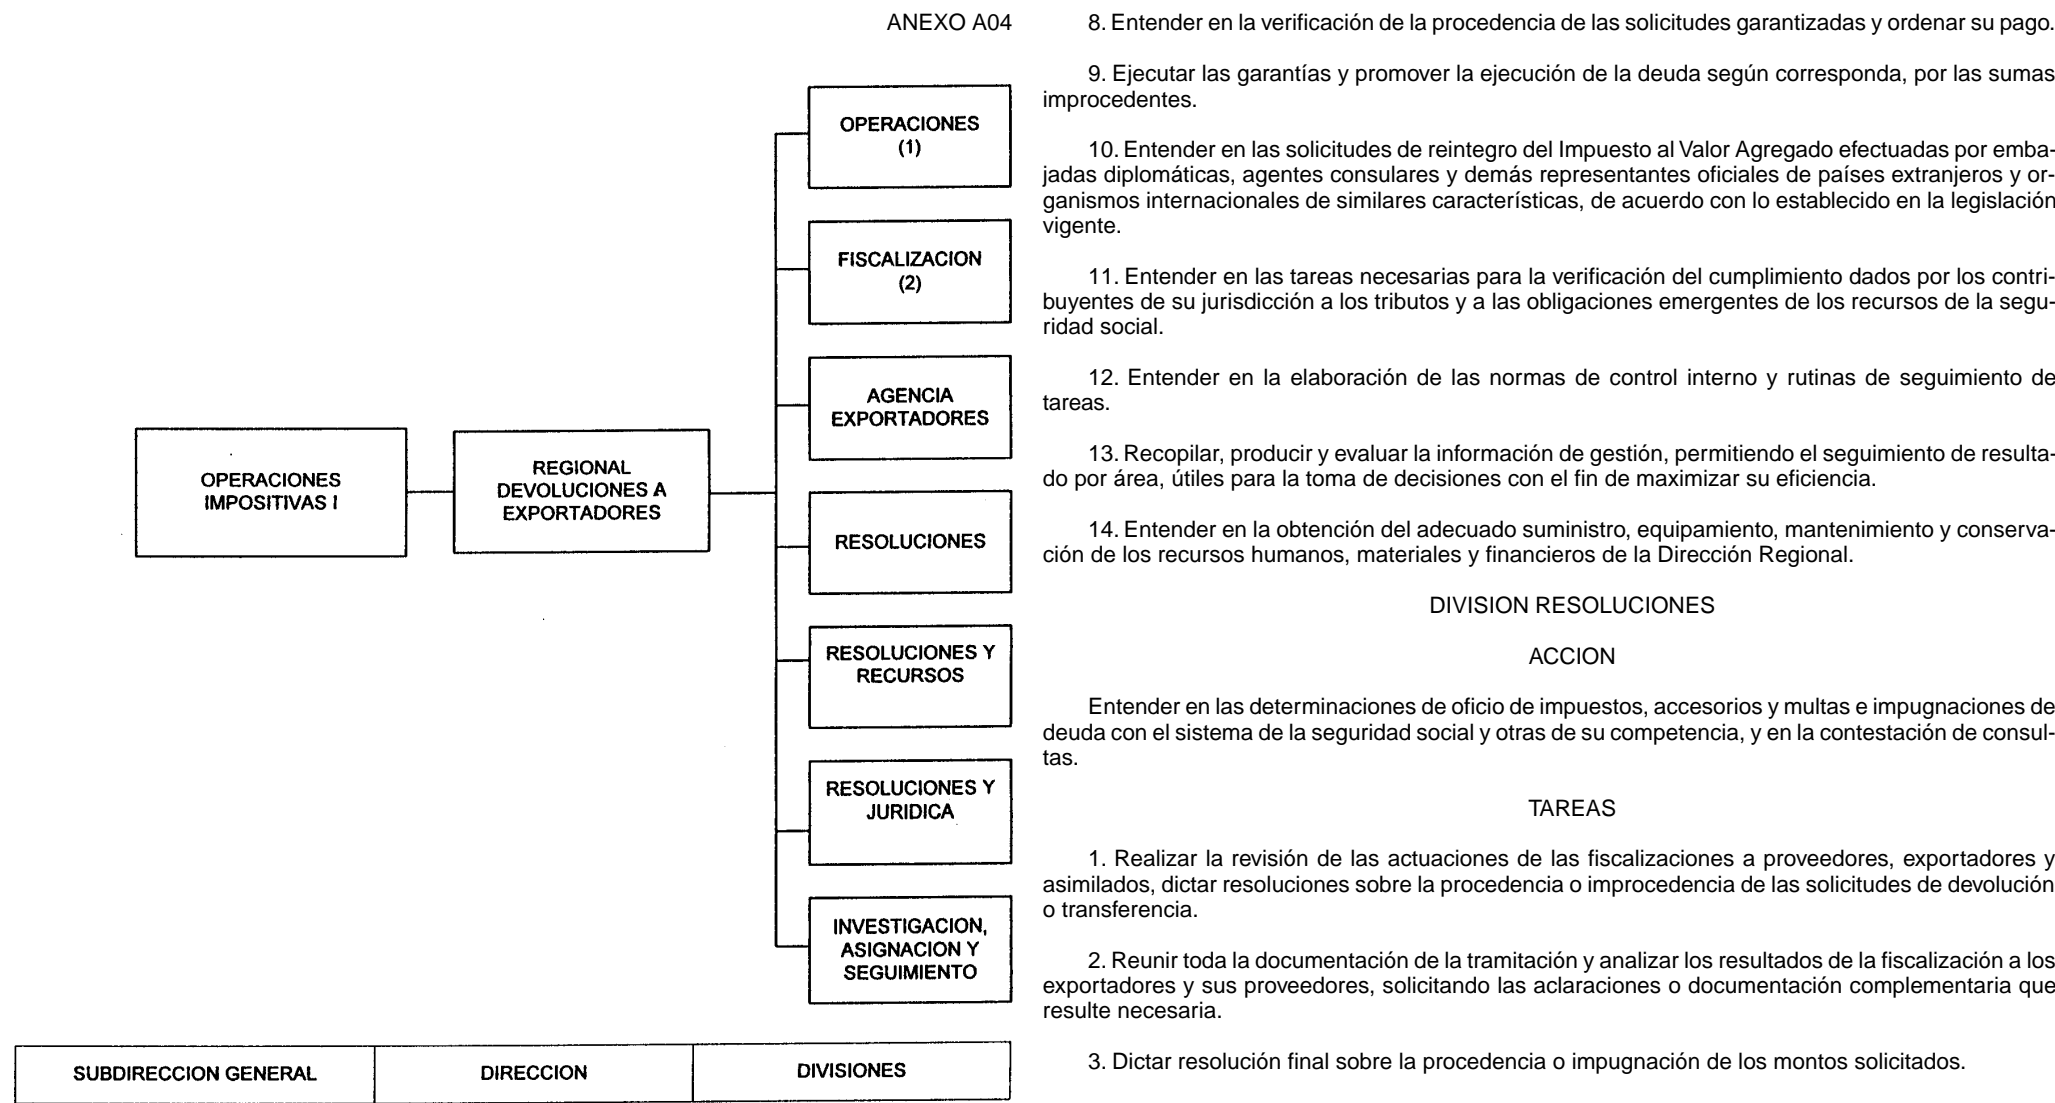 ANEXO A04
OPERACIONES
(1)
FISCALIZACION
(2)
AGENCIA
EXPORTADORES
OPERACIONES
IMPOSITIVAS I
REGIONAL
DEVOLUCIONES A
EXPORTADORES
RESOLUCIONES
RESOLUCIONES Y
RECURSOS
RESOLUCIONES Y
JURIDICA
INVESTIGACION,
ASIGNACION Y
SEGUIMIENTO
SUBDIRECCION GENERAL
DIRECCION
DIVISIONES
8. Entender en la verificación de la procedencia de las solicitudes garantizadas y ordenar su pago.
9. Ejecutar las garantías y promover la ejecución de la deuda según corresponda, por las sumas
improcedentes.
10. Entender en las solicitudes de reintegro del Impuesto al Valor Agregado efectuadas por emba-
jadas diplomáticas, agentes consulares y demás representantes oficiales de países extranjeros y or-
ganismos internacionales de similares características, de acuerdo con lo establecido en la legislación
vigente.
11. Entender en las tareas necesarias para la verificación del cumplimiento dados por los contri-
buyentes de su jurisdicción a los tributos y a las obligaciones emergentes de los recursos de la segu-
ridad social.
12. Entender en la elaboración de las normas de control interno y rutinas de seguimiento de
tareas.
13. Recopilar, producir y evaluar la información de gestión, permitiendo el seguimiento de resulta-
do por área, útiles para la toma de decisiones con el fin de maximizar su eficiencia.
14. Entender en la obtención del adecuado suministro, equipamiento, mantenimiento y conserva-
ción de los recursos humanos, materiales y financieros de la Dirección Regional.
DIVISION RESOLUCIONES
ACCION
Entender en las determinaciones de oficio de impuestos, accesorios y multas e impugnaciones de
deuda con el sistema de la seguridad social y otras de su competencia, y en la contestación de consul-
tas.
TAREAS
1. Realizar la revisión de las actuaciones de las fiscalizaciones a proveedores, exportadores y
asimilados, dictar resoluciones sobre la procedencia o improcedencia de las solicitudes de devolución
o transferencia.
2. Reunir toda la documentación de la tramitación y analizar los resultados de la fiscalización a los
exportadores y sus proveedores, solicitando las aclaraciones o documentación complementaria que
resulte necesaria.
3. Dictar resolución final sobre la procedencia o impugnación de los montos solicitados.